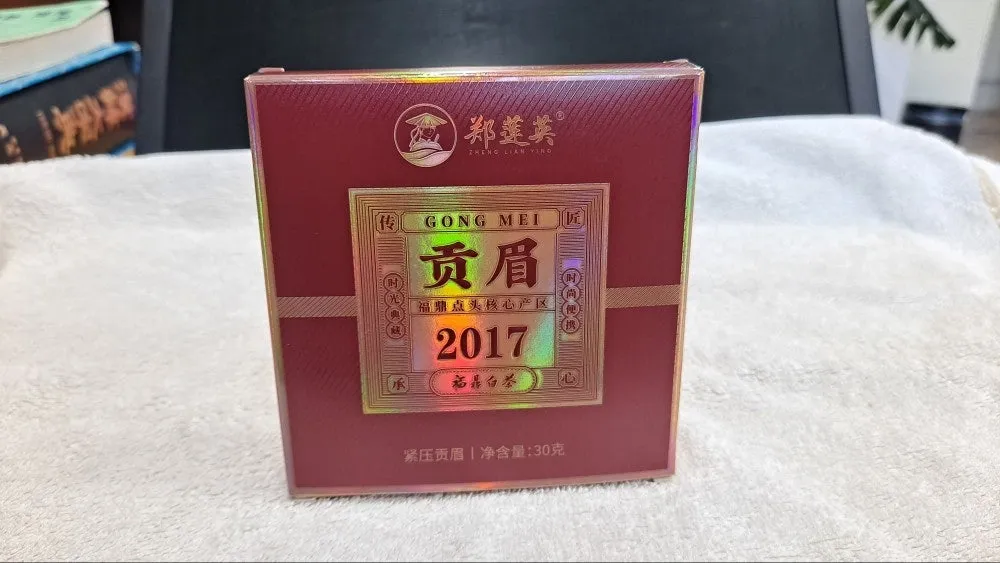 郑莲英®
ZHENG LIAN YING
传 GONG MEI 匠
贡眉
时光典藏
时尚便携
福鼎点头核心产区
2017
承 福鼎白茶 心
紧压贡眉 | 净含量:30克